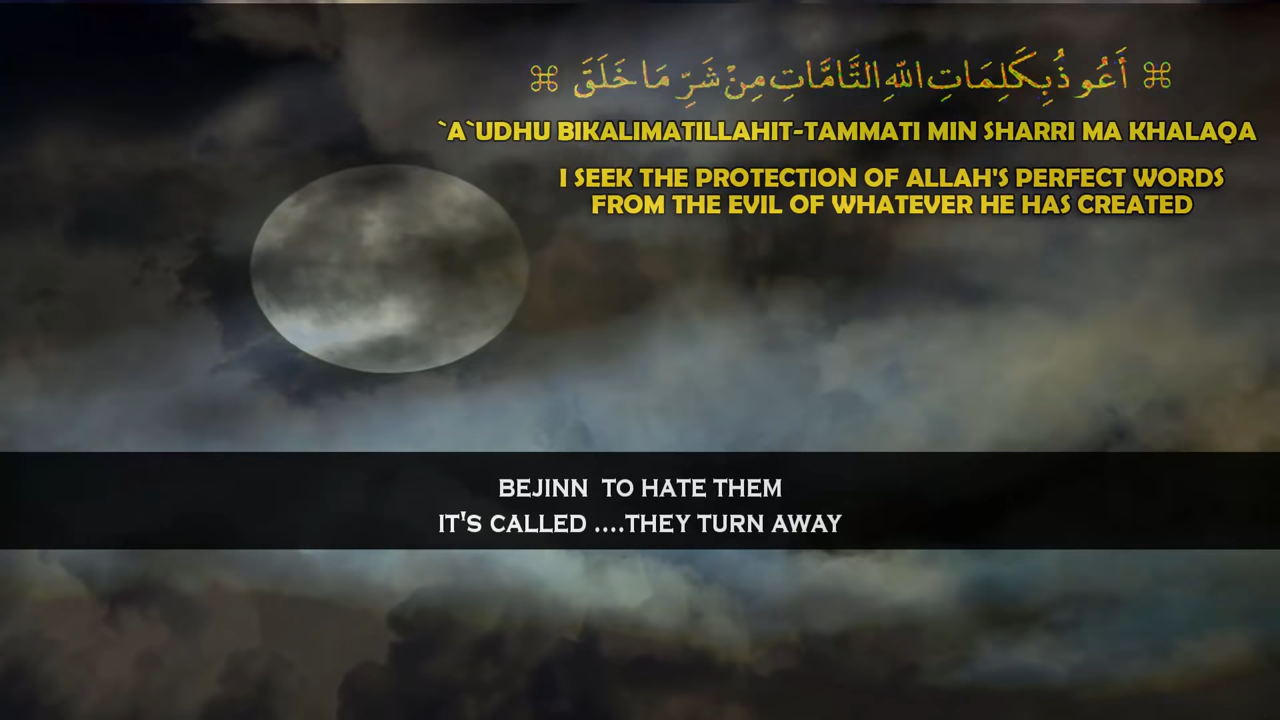 ⌘ أَعُوذُ بِكَلِمَاتِ اللّٰهِ التَّامَّاتِ مِنْ شَرِّ مَا خَلَقَ ⌘
`A`UDHU BIKALIMATILLAHIT-TAMMATI MIN SHARRI MA KHALAQA
I SEEK THE PROTECTION OF ALLAH'S PERFECT WORDS
FROM THE EVIL OF WHATEVER HE HAS CREATED
BEJINN TO HATE THEM
IT'S CALLED ....THEY TURN AWAY